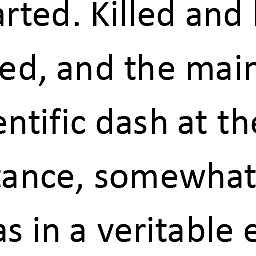 arted. Killed and
ed, and the main
entific dash at the
tance, somewhat
as in a veritable e